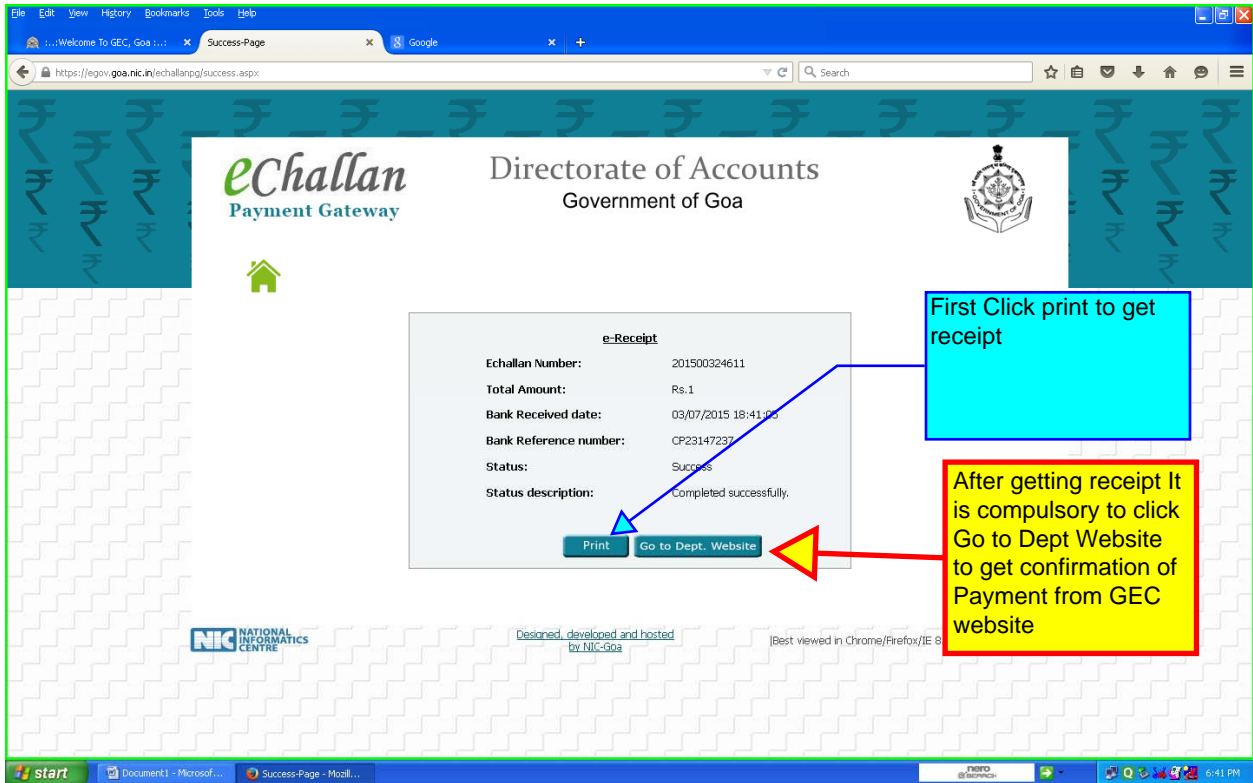 File Edit View History Bookmarks Tools Help
:..:Welcome To GEC, Goa :..: × Success-Page × 8 Google × +
https://egov.goa.nic.in/echallanpg/success.aspx Search
eChallan
Payment Gateway
Directorate of Accounts
Government of Goa
First Click print to get
receipt
e-Receipt
Echallan Number: 201500324611
Total Amount: Rs.1
Bank Received date: 03/07/2015 18:41:05
Bank Reference number: CP23147237
Status: Success
Status description: Completed successfully.
Print Go to Dept. Website
After getting receipt It
is compulsory to click
Go to Dept Website
to get confirmation of
Payment from GEC
website
NIC NATIONAL
INFORMATICS
CENTRE
Designed, developed and hosted
by NIC-Goa
|Best viewed in Chrome/Firefox/IE 8
start Document1 - Microsof... Success-Page - Mozill... nero SEARCH 6:41 PM